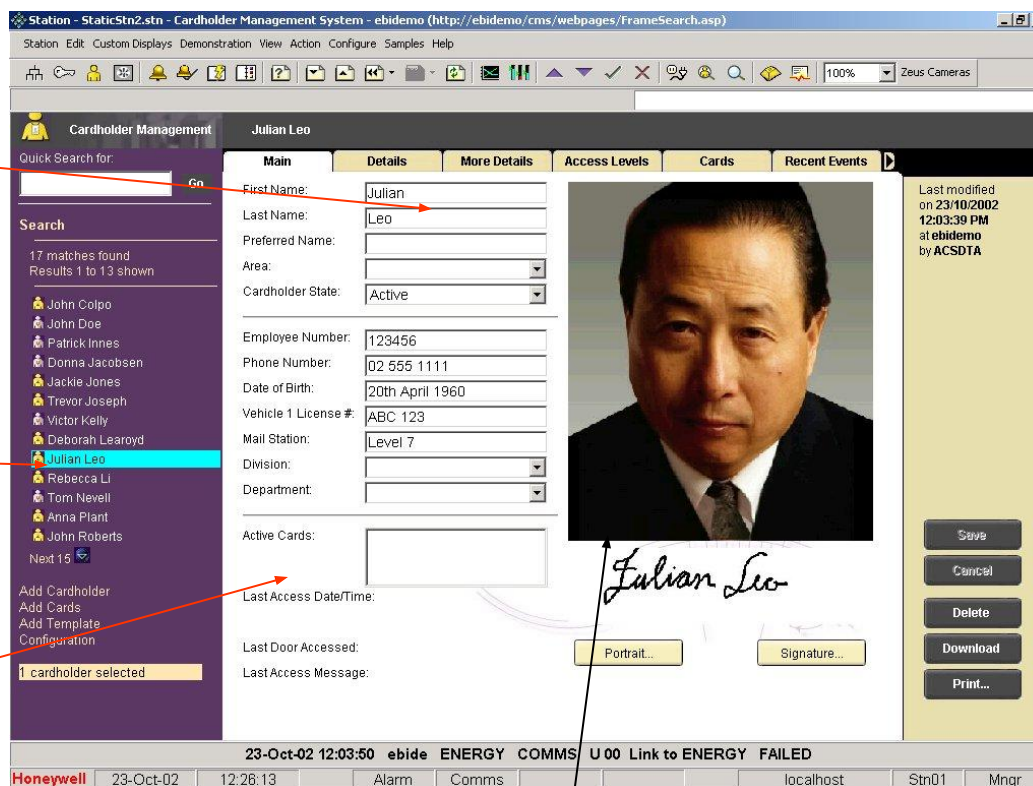 Station - StaticStn2.stn - Cardholder Management System - ebidemo (http://ebidemo/cms/webpages/FrameSearch.asp)
Station Edit Custom Displays Demonstration View Action Configure Samples Help
100% Zeus Cameras
Cardholder Management Julian Leo
Quick Search for:
Go
Search
17 matches found
Results 1 to 13 shown
John Colpo
John Doe
Patrick Innes
Donna Jacobsen
Jackie Jones
Trevor Joseph
Victor Kelly
Deborah Learoyd
Julian Leo
Rebecca Li
Tom Nevell
Anna Plant
John Roberts
Next 15
Add Cardholder
Add Cards
Add Template
Configuration
1 cardholder selected
Main Details More Details Access Levels Cards Recent Events
First Name: Julian
Last Name: Leo
Preferred Name:
Area:
Cardholder State: Active
Employee Number: 123456
Phone Number: 02 555 1111
Date of Birth: 20th April 1960
Vehicle 1 License #: ABC 123
Mail Station: Level 7
Division:
Department:
Active Cards:
Last Access Date/Time:
Last Door Accessed:
Last Access Message:
Julian Leo
Portrait... Signature...
Last modified
on 23/10/2002
12:03:39 PM
at ebidemo
by ACSDTA
Save
Cancel
Delete
Download
Print...
23-Oct-02 12:03:50 ebide ENERGY COMMS U 00 Link to ENERGY FAILED
Honeywell 23-Oct-02 12:26:13 Alarm Comms localhost Stn01 Mngr